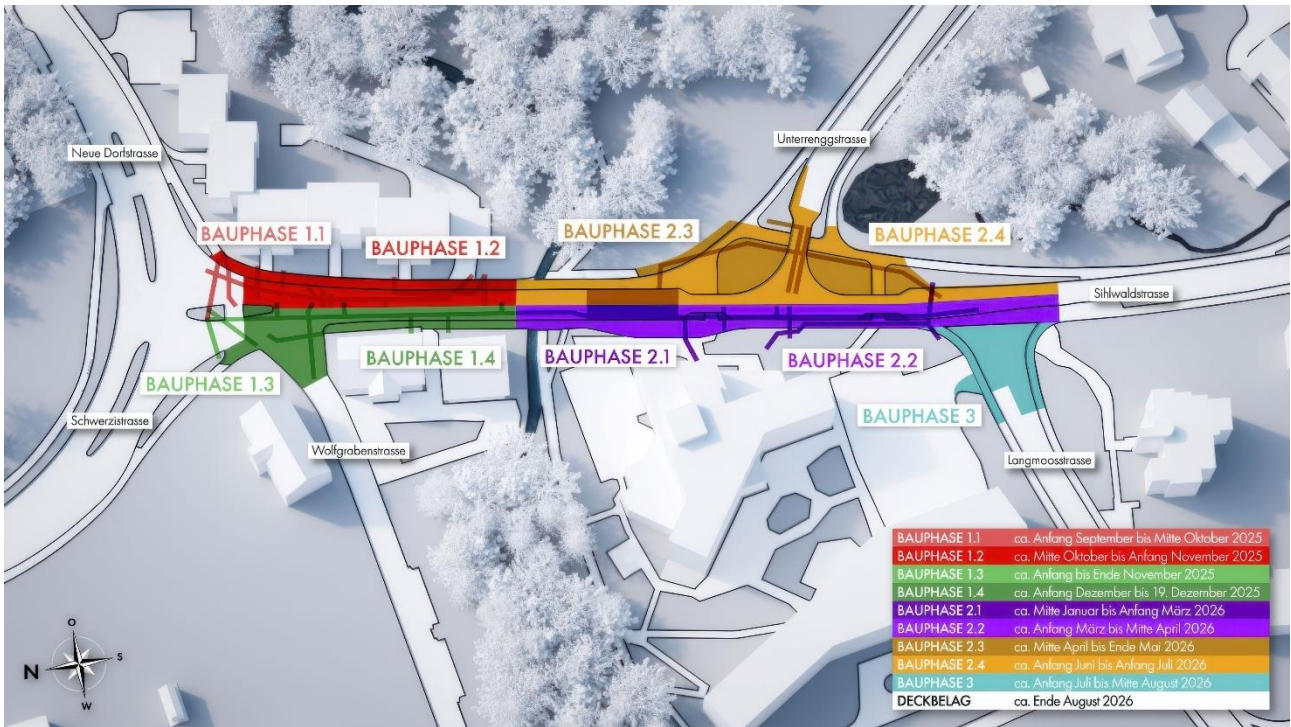 Neue Dorfstrasse
Unterrenggstrasse
BAUPHASE 1.1
BAUPHASE 1.2
BAUPHASE 2.3
BAUPHASE 2.4
Sihlwaldstrasse
BAUPHASE 1.3
BAUPHASE 1.4
BAUPHASE 2.1
BAUPHASE 2.2
BAUPHASE 3
Schwerzistrasse
Wolfgrabenstrasse
Langmoosstrasse
BAUPHASE 1.1 ca. Anfang September bis Mitte Oktober 2025
BAUPHASE 1.2 ca. Mitte Oktober bis Anfang November 2025
BAUPHASE 1.3 ca. Anfang bis Ende November 2025
BAUPHASE 1.4 ca. Anfang Dezember bis 19. Dezember 2025
BAUPHASE 2.1 ca. Mitte Januar bis Anfang März 2026
BAUPHASE 2.2 ca. Anfang März bis Mitte April 2026
BAUPHASE 2.3 ca. Mitte April bis Ende Mai 2026
BAUPHASE 2.4 ca. Anfang Juni bis Anfang Juli 2026
BAUPHASE 3 ca. Anfang Juli bis Mitte August 2026
DECKBELAG ca. Ende August 2026
O
N
S
W